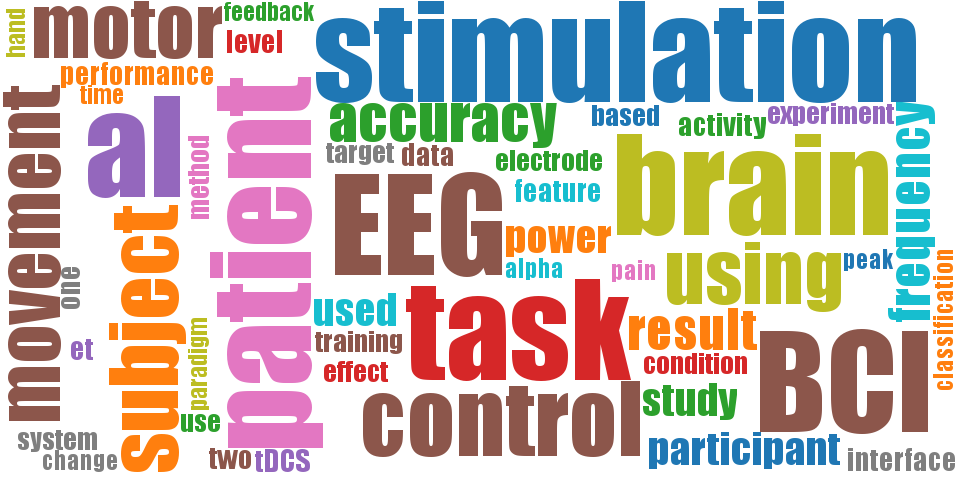 hand
motor
feedback
level
stimulation
performance
time
al
accuracy
based
experiment
activity
target
data
electrode
feature
movement
method
patient
EEG
brain
frequency
subject
power
alpha
pain
using
peak
one
used
task
result
et
paradigm
training
effect
condition
BCI
classification
control
study
use
system
change
two
tDCS
participant
interface